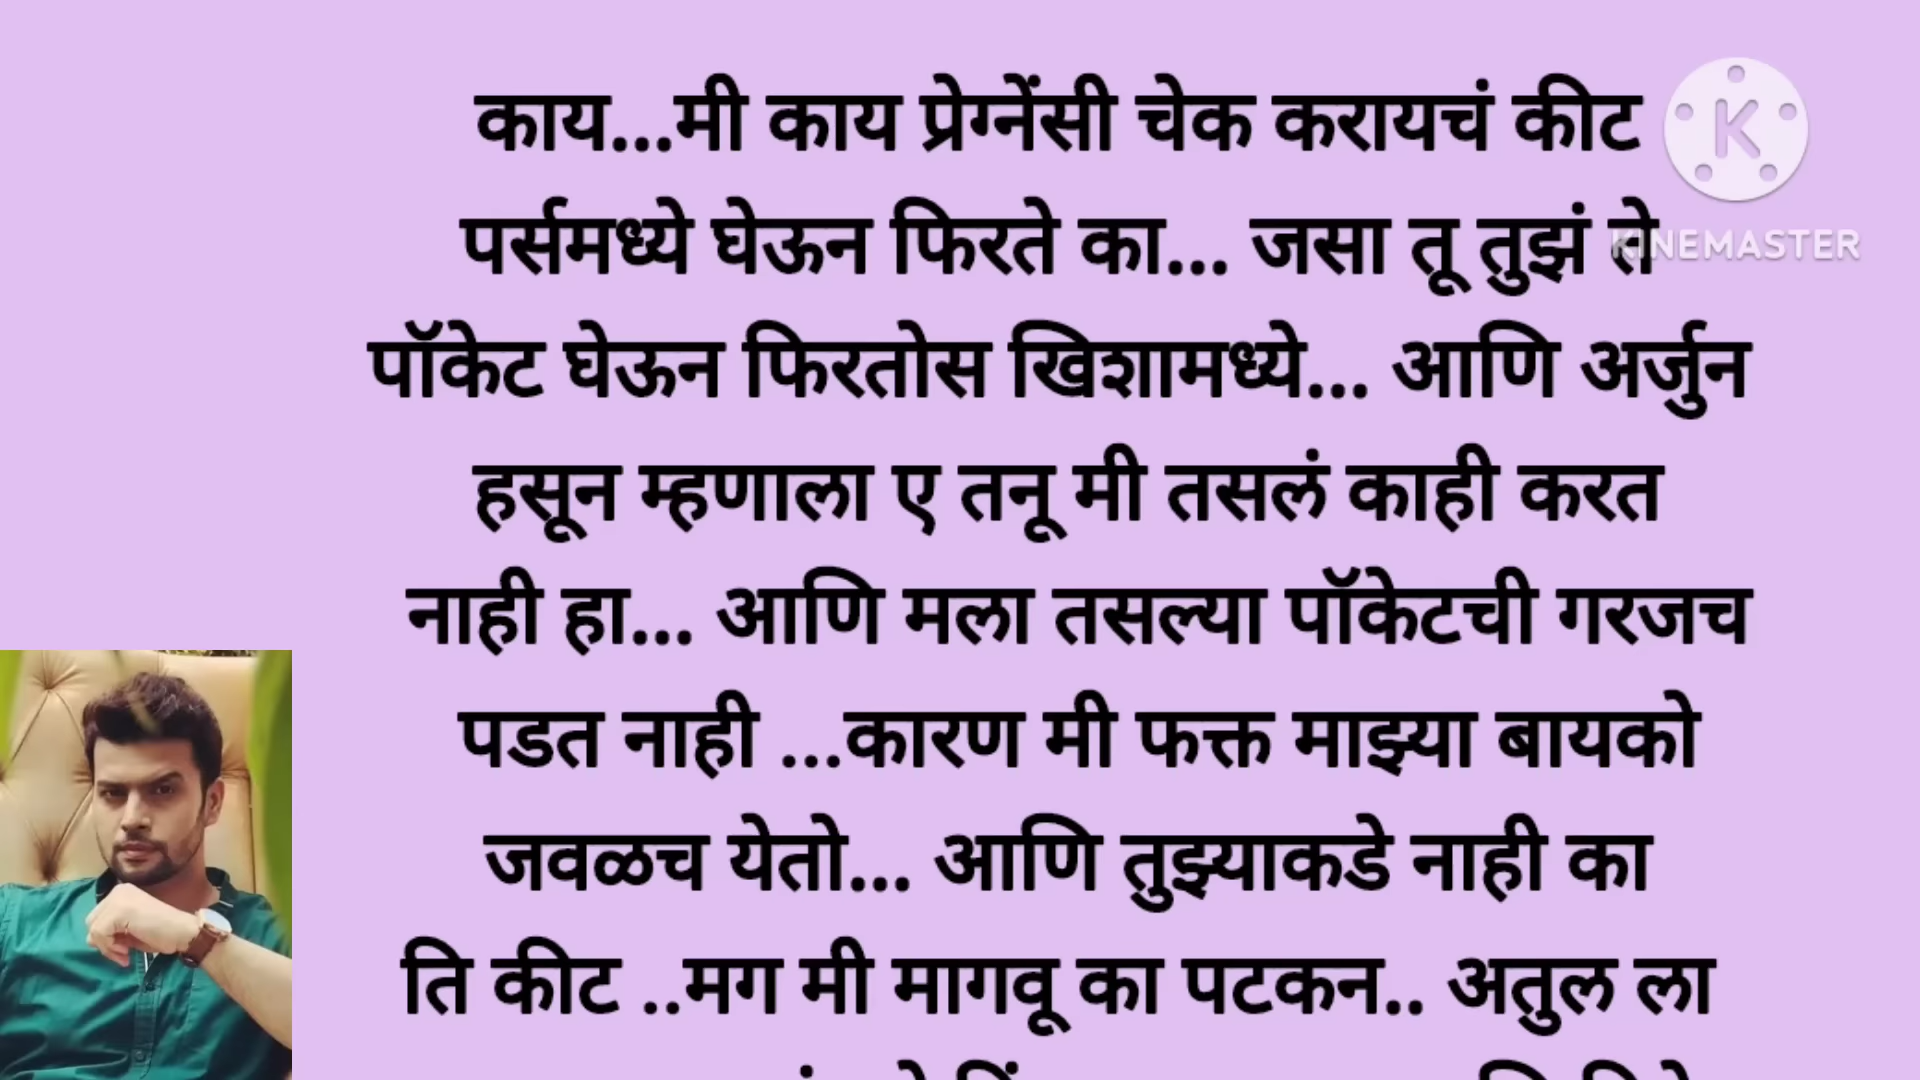 काय...मी काय प्रेग्नेंसी चेक करायचं कीट
पर्समध्ये घेऊन फिरते का... जसा तू तुझं ते
पॉकेट घेऊन फिरतोस खिशामध्ये... आणि अर्जुन
हसून म्हणाला ए तनू मी तसलं काही करत
नाही हा... आणि मला तसल्या पॉकेटची गरजच
पडत नाही ...कारण मी फक्त माझ्या बायको
जवळच येतो... आणि तुझ्याकडे नाही का
ति कीट ..मग मी मागवू का पटकन.. अतुल ला
K
KINEMASTER